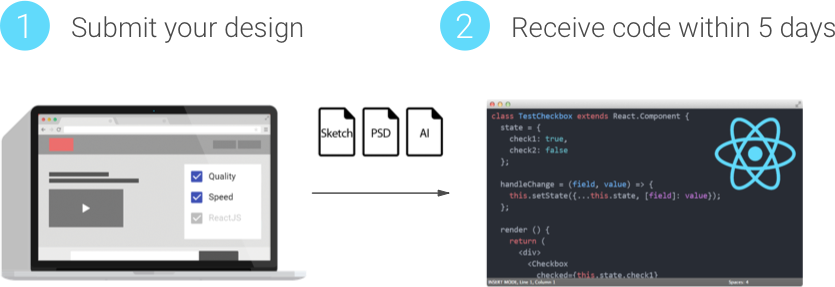 1 Submit your design
2 Receive code within 5 days
Sketch
PSD
AI
Quality
Speed
ReactJS
class TestCheckbox extends React.Component {
state = {
check1: true,
check2: false
};
handleChange = (field, value) => {
this.setState({...this.state, [field]: value});
};
render () {
return (
<div>
<Checkbox
checked={this.state.check1}
INSERT MODE, Line 1, Column 1
Spaces: 4